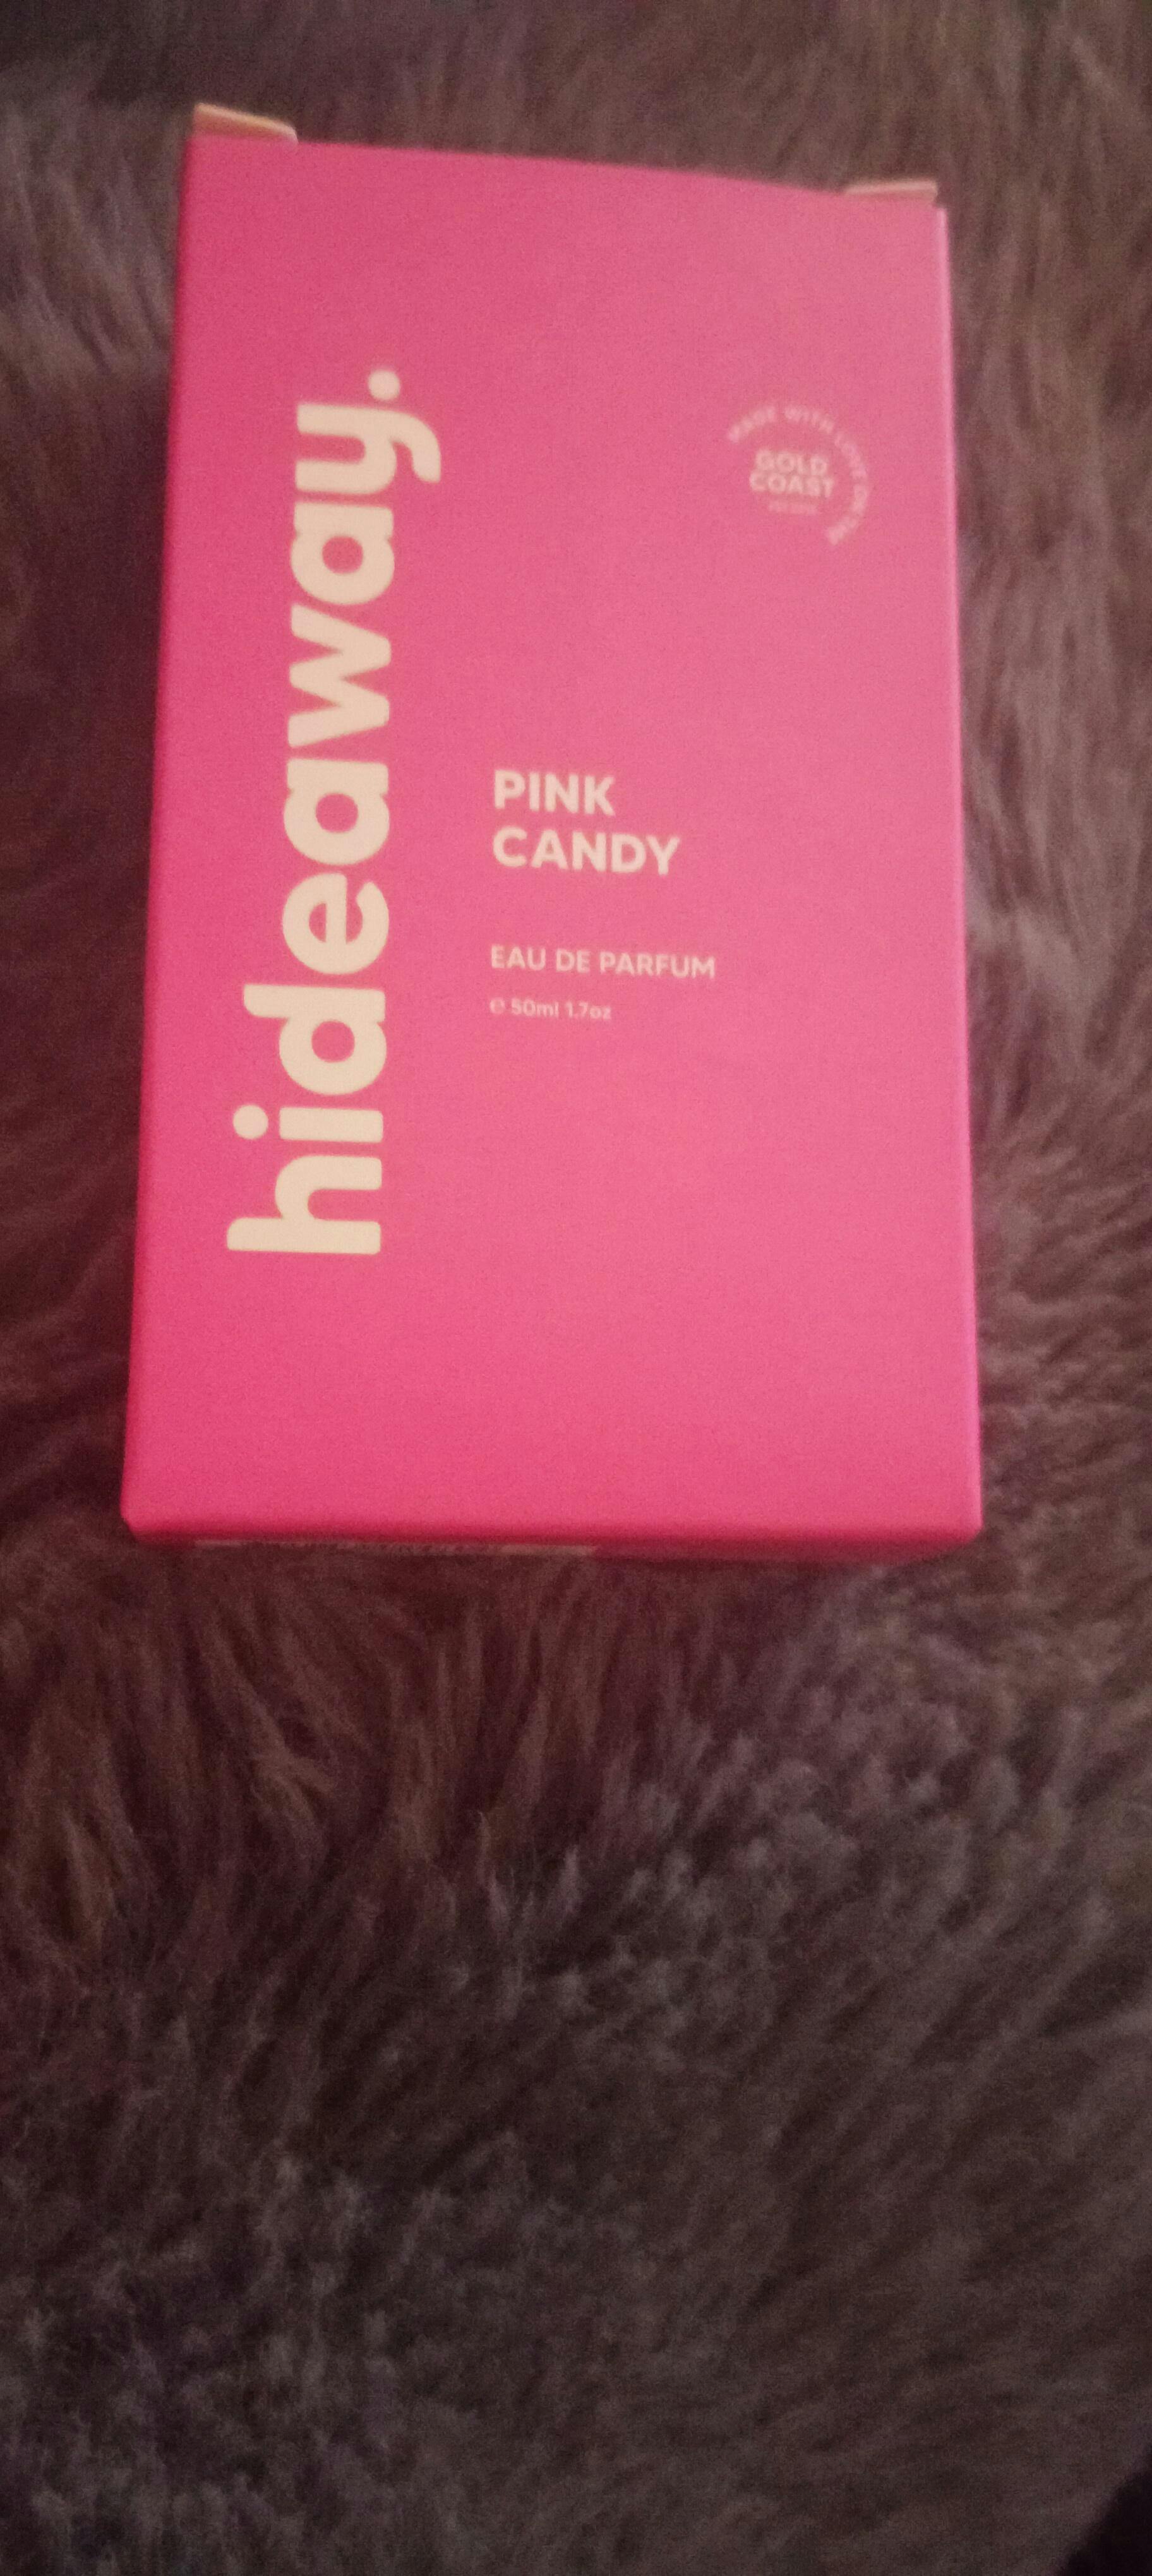 hideaway.
MADE WITH LOVE ON THE
GOLD
COAST
PINK
CANDY
EAU DE PARFUM
℮ 50ml 1.7oz